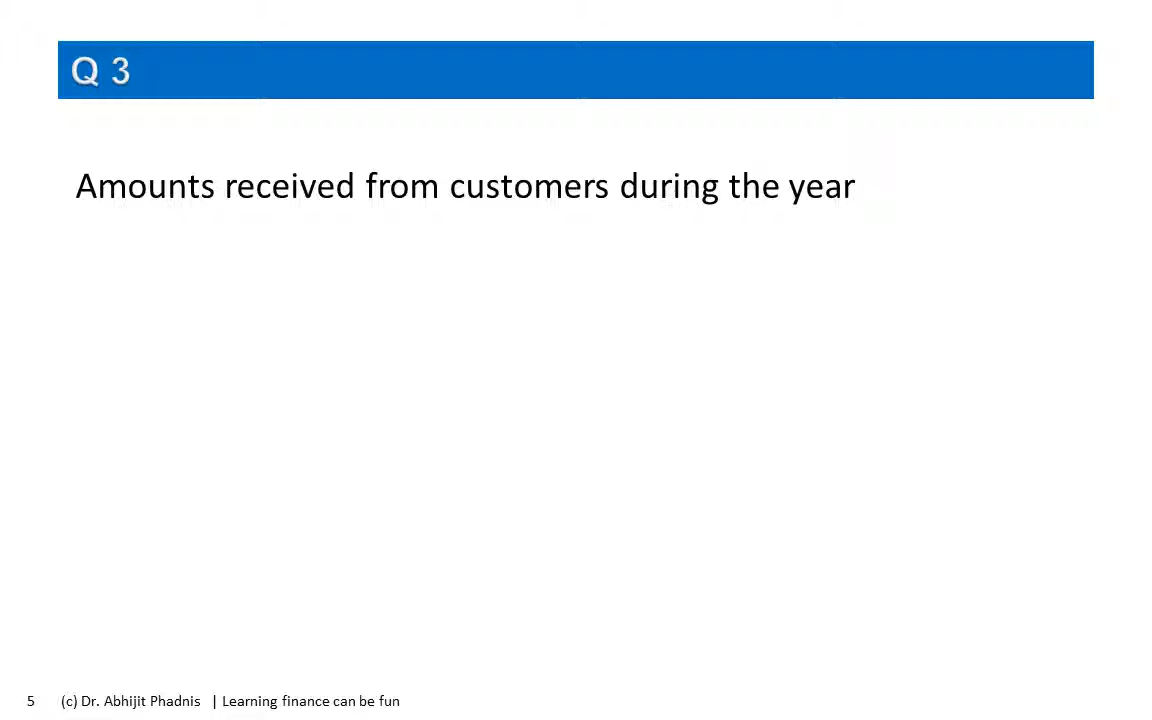 Q 3
Amounts received from customers during the year
5 (c) Dr. Abhijit Phadnis | Learning finance can be fun